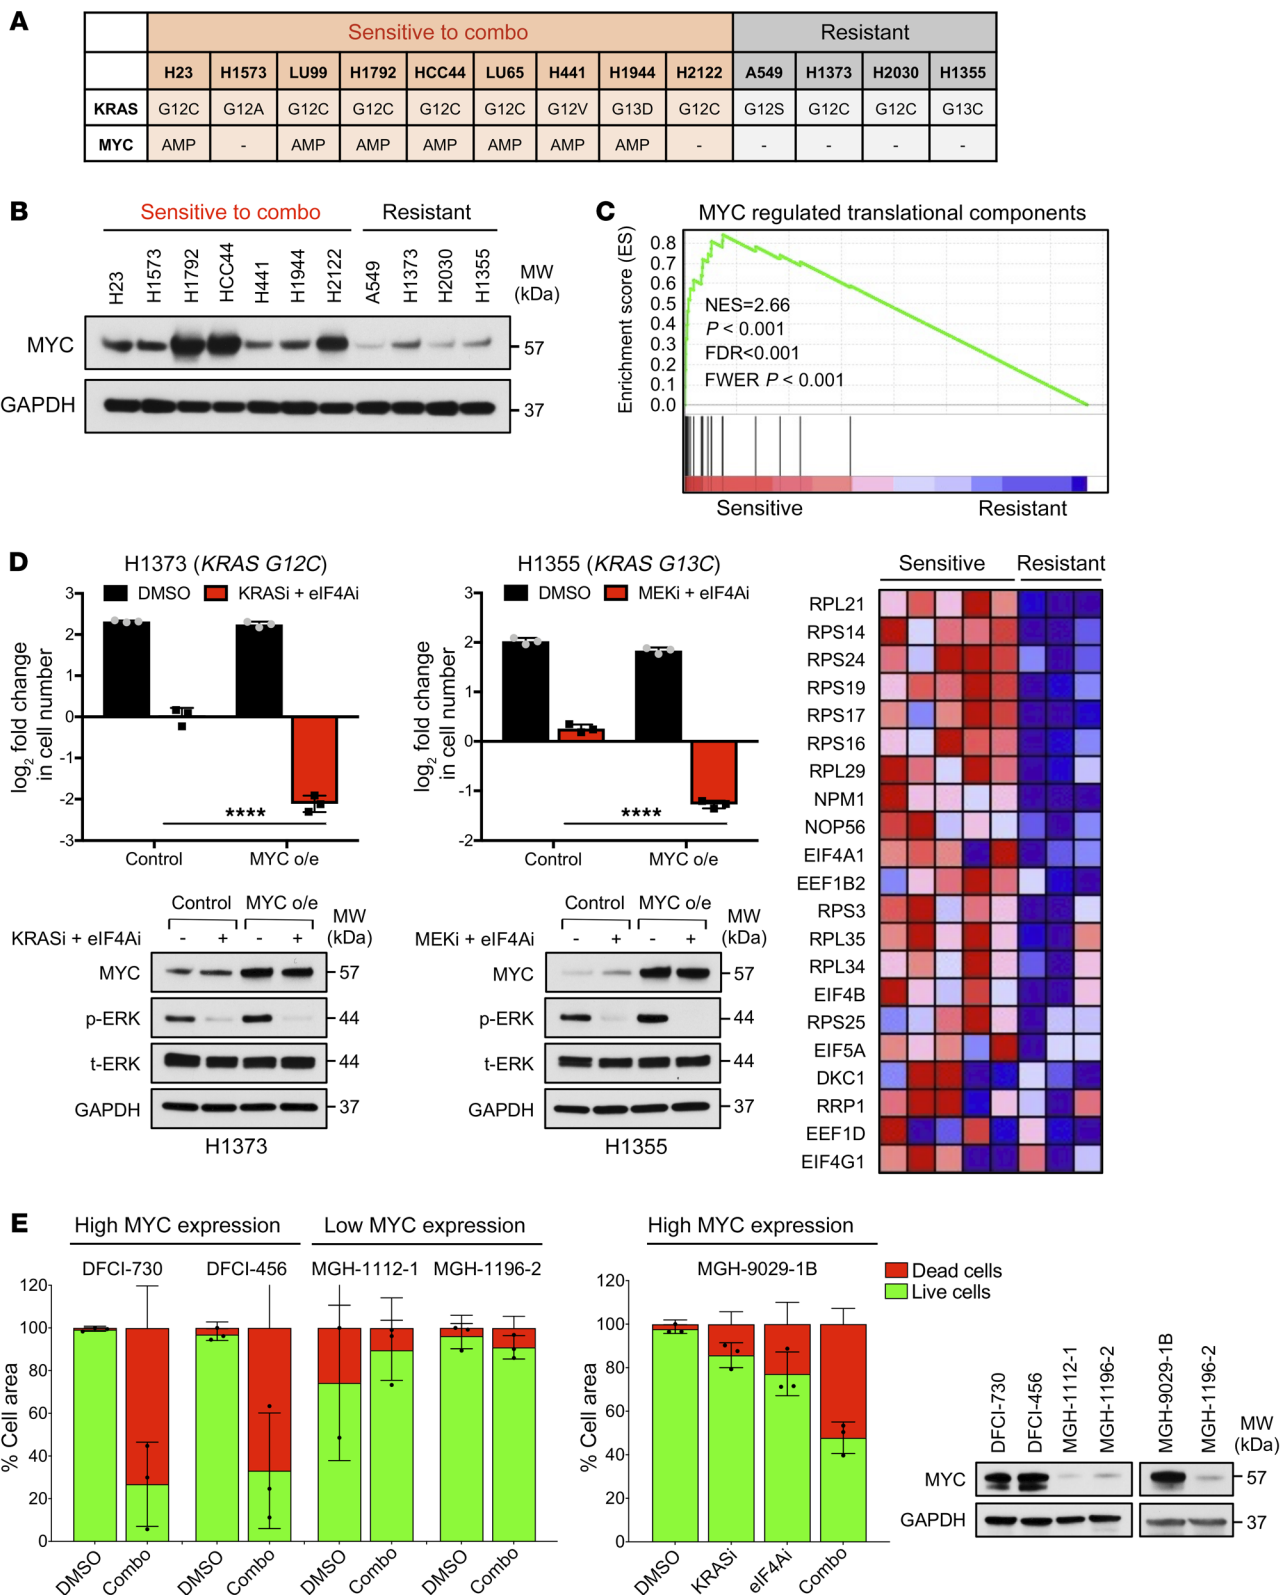 A
Sensitive to combo Resistant
H23 H1573 LU99 H1792 HCC44 LU65 H441 H1944 H2122 A549 H1373 H2030 H1355
KRAS G12C G12A G12C G12C G12C G12C G12V G13D G12C G12S G12C G12C G13C
MYC AMP - AMP AMP AMP AMP AMP AMP - - - - -
B
Sensitive to combo Resistant
H23 H1573 H1792 HCC44 H441 H1944 H2122 A549 H1373 H2030 H1355
MW
(kDa)
MYC 57
GAPDH 37
C
MYC regulated translational components
Enrichment score (ES)
0.8
0.7
0.6
0.5
0.4
0.3
0.2
0.1
0.0
NES=2.66
P < 0.001
FDR<0.001
FWER P < 0.001
Sensitive Resistant
D
H1373 (KRAS G12C)
DMSO KRASi + eIF4Ai
log2 fold change
in cell number
3
2
1
0
-1
-2
-3
****
Control MYC o/e
H1355 (KRAS G13C)
DMSO MEKi + eIF4Ai
log2 fold change
in cell number
3
2
1
0
-1
-2
****
Control MYC o/e
Control MYC o/e MW
(kDa)
KRASi + eIF4Ai - + - +
MYC 57
p-ERK 44
t-ERK 44
GAPDH 37
H1373
Control MYC o/e MW
(kDa)
MEKi + eIF4Ai - + - +
MYC 57
p-ERK 44
t-ERK 44
GAPDH 37
H1355
Sensitive Resistant
RPL21
RPS14
RPS24
RPS19
RPS17
RPS16
RPL29
NPM1
NOP56
EIF4A1
EEF1B2
RPS3
RPL35
RPL34
EIF4B
RPS25
EIF5A
DKC1
RRP1
EEF1D
EIF4G1
E
High MYC expression Low MYC expression
DFCI-730 DFCI-456 MGH-1112-1 MGH-1196-2
% Cell area
120
100
80
60
40
20
0
DMSO Combo DMSO Combo DMSO Combo DMSO Combo
High MYC expression
MGH-9029-1B
% Cell area
120
100
80
60
40
20
0
DMSO KRASi eIF4Ai Combo
Dead cells
Live cells
DFCI-730 DFCI-456 MGH-1112-1 MGH-1196-2 MGH-9029-1B MGH-1196-2
MW
(kDa)
MYC 57
GAPDH 37